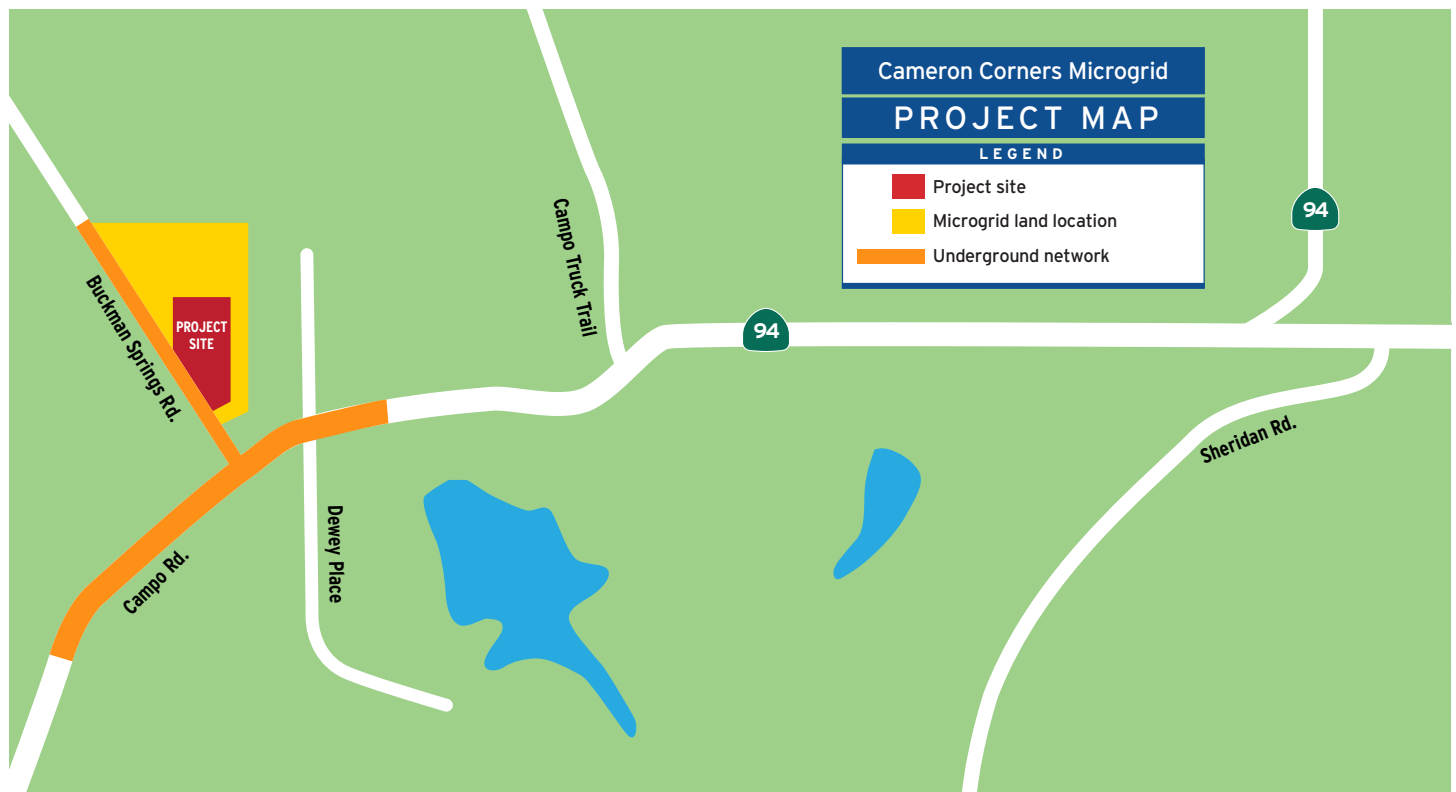 Cameron Corners Microgrid
PROJECT MAP
LEGEND
Project site
Microgrid land location
Underground network
94
94
Campo Truck Trail
Buckman Springs Rd.
PROJECT
SITE
Sheridan Rd.
Dewey Place
Campo Rd.